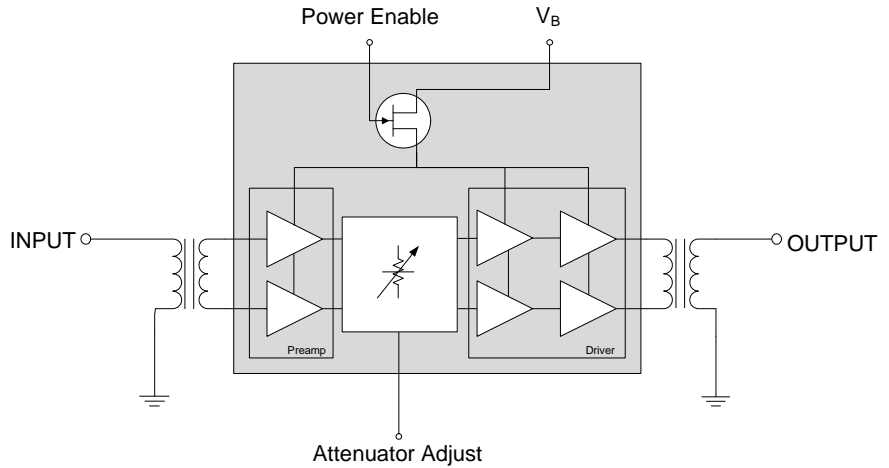 Power Enable
V_B
INPUT
OUTPUT
Preamp
Driver
Attenuator Adjust